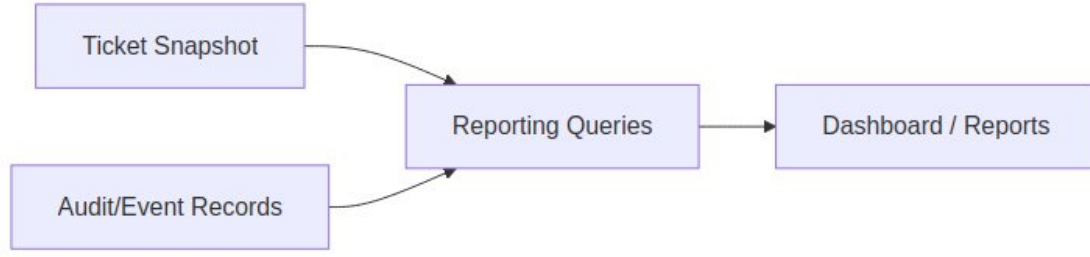 Ticket Snapshot
Reporting Queries
Dashboard / Reports
Audit/Event Records